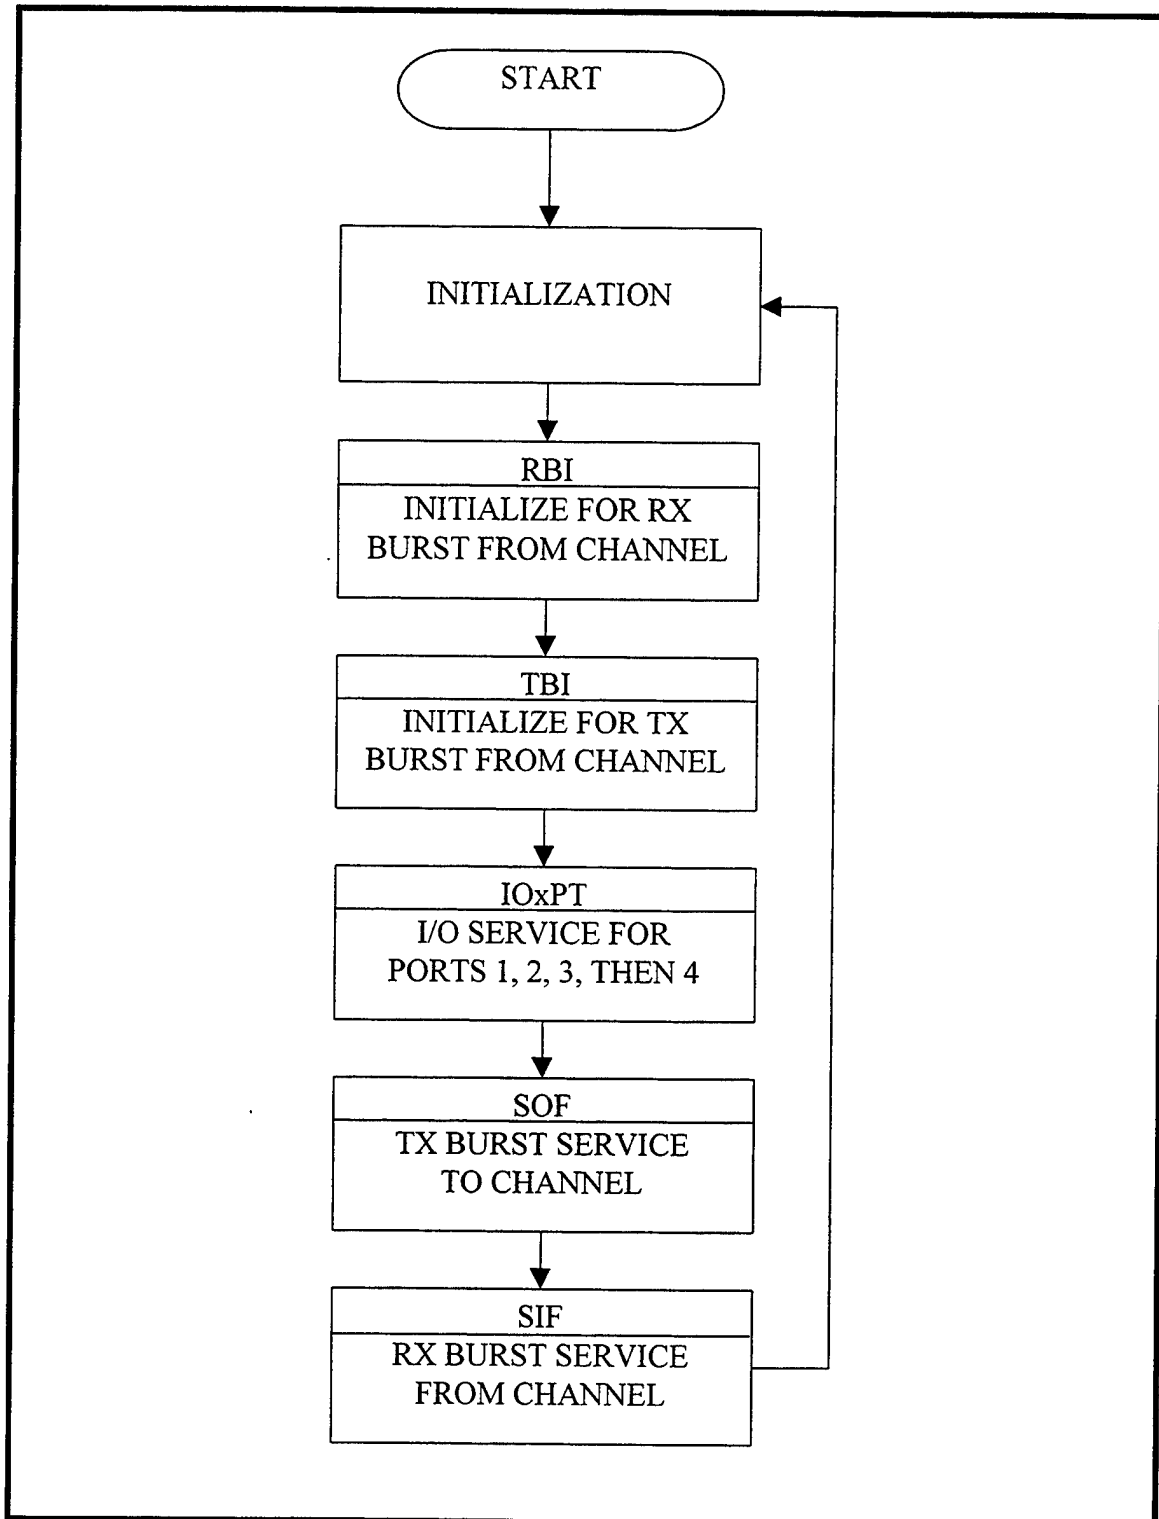 START
INITIALIZATION
RBI
INITIALIZE FOR RX
BURST FROM CHANNEL
TBI
INITIALIZE FOR TX
BURST FROM CHANNEL
IOxPT
I/O SERVICE FOR
PORTS 1, 2, 3, THEN 4
SOF
TX BURST SERVICE
TO CHANNEL
SIF
RX BURST SERVICE
FROM CHANNEL